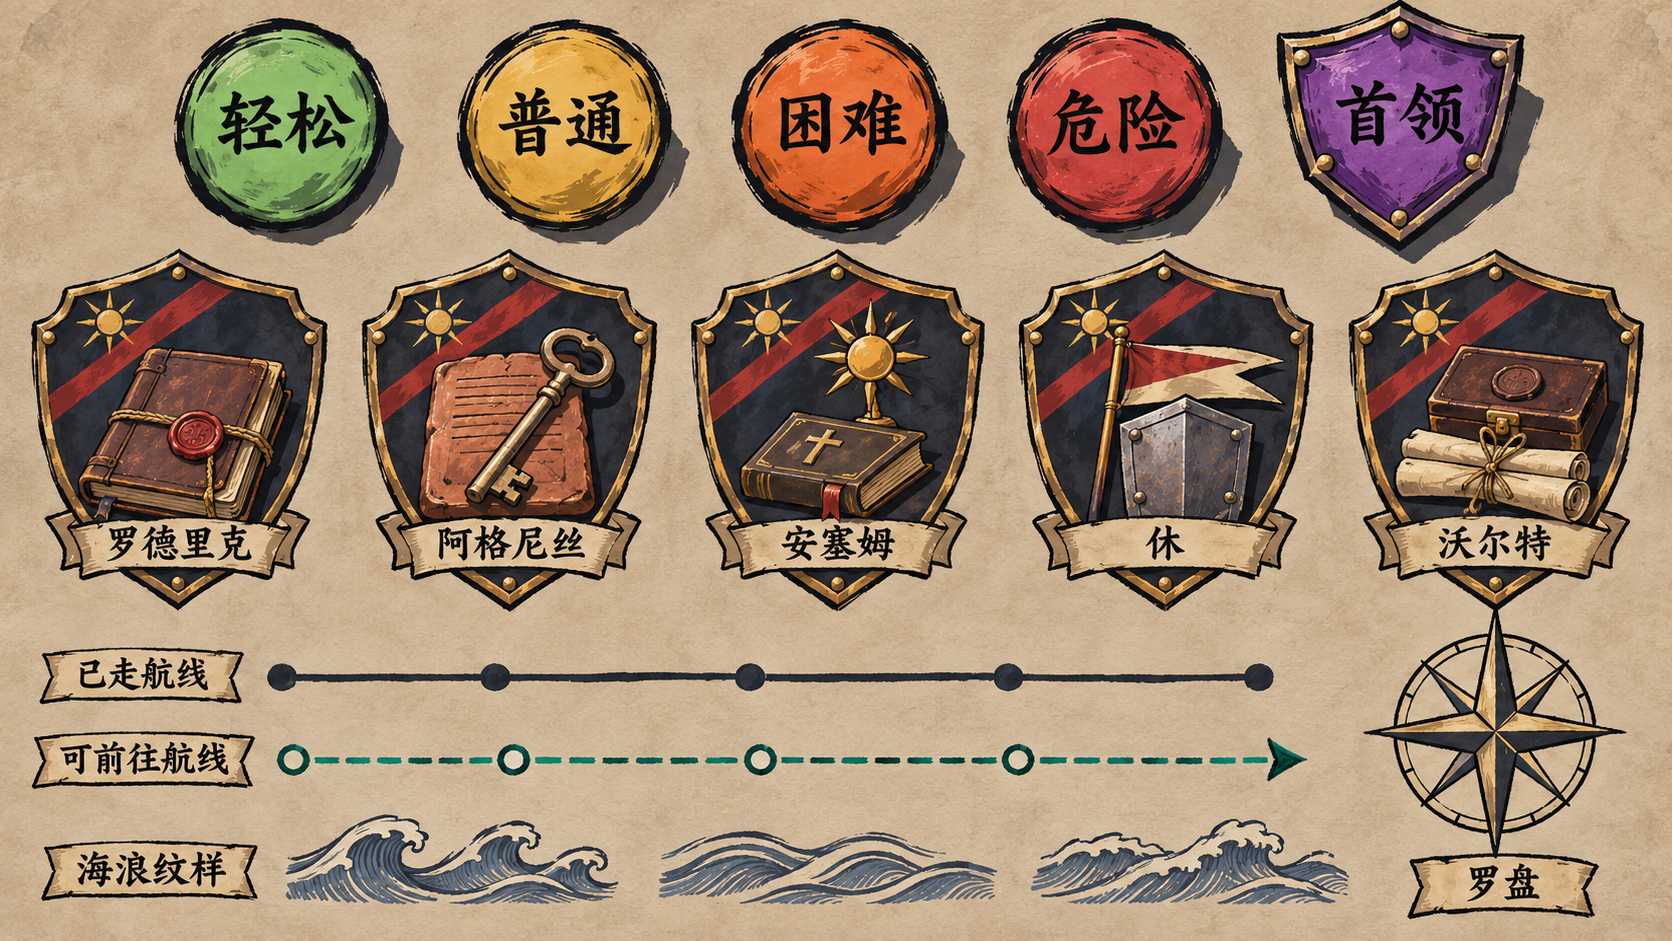 轻松
普通
困难
危险
首领
罗德里克
阿格尼丝
安塞姆
休
沃尔特
已走航线
可前往航线
海浪纹样
罗盘